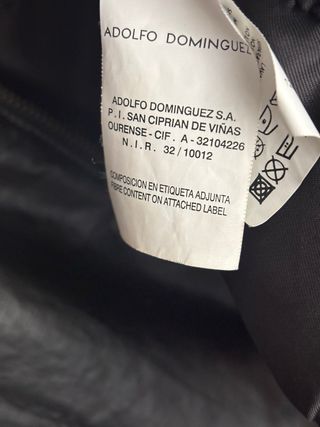 ADOLFO DOMINGUEZ
ADOLFO DOMINGUEZ S.A.
P.I. SAN CIPRIAN DE VIÑAS
OURENSE - CIF. A - 32104226
N.I.R. 32 / 10012
COMPOSICION EN ETIQUETA ADJUNTA
FIBRE CONTENT ON ATTACHED LABEL